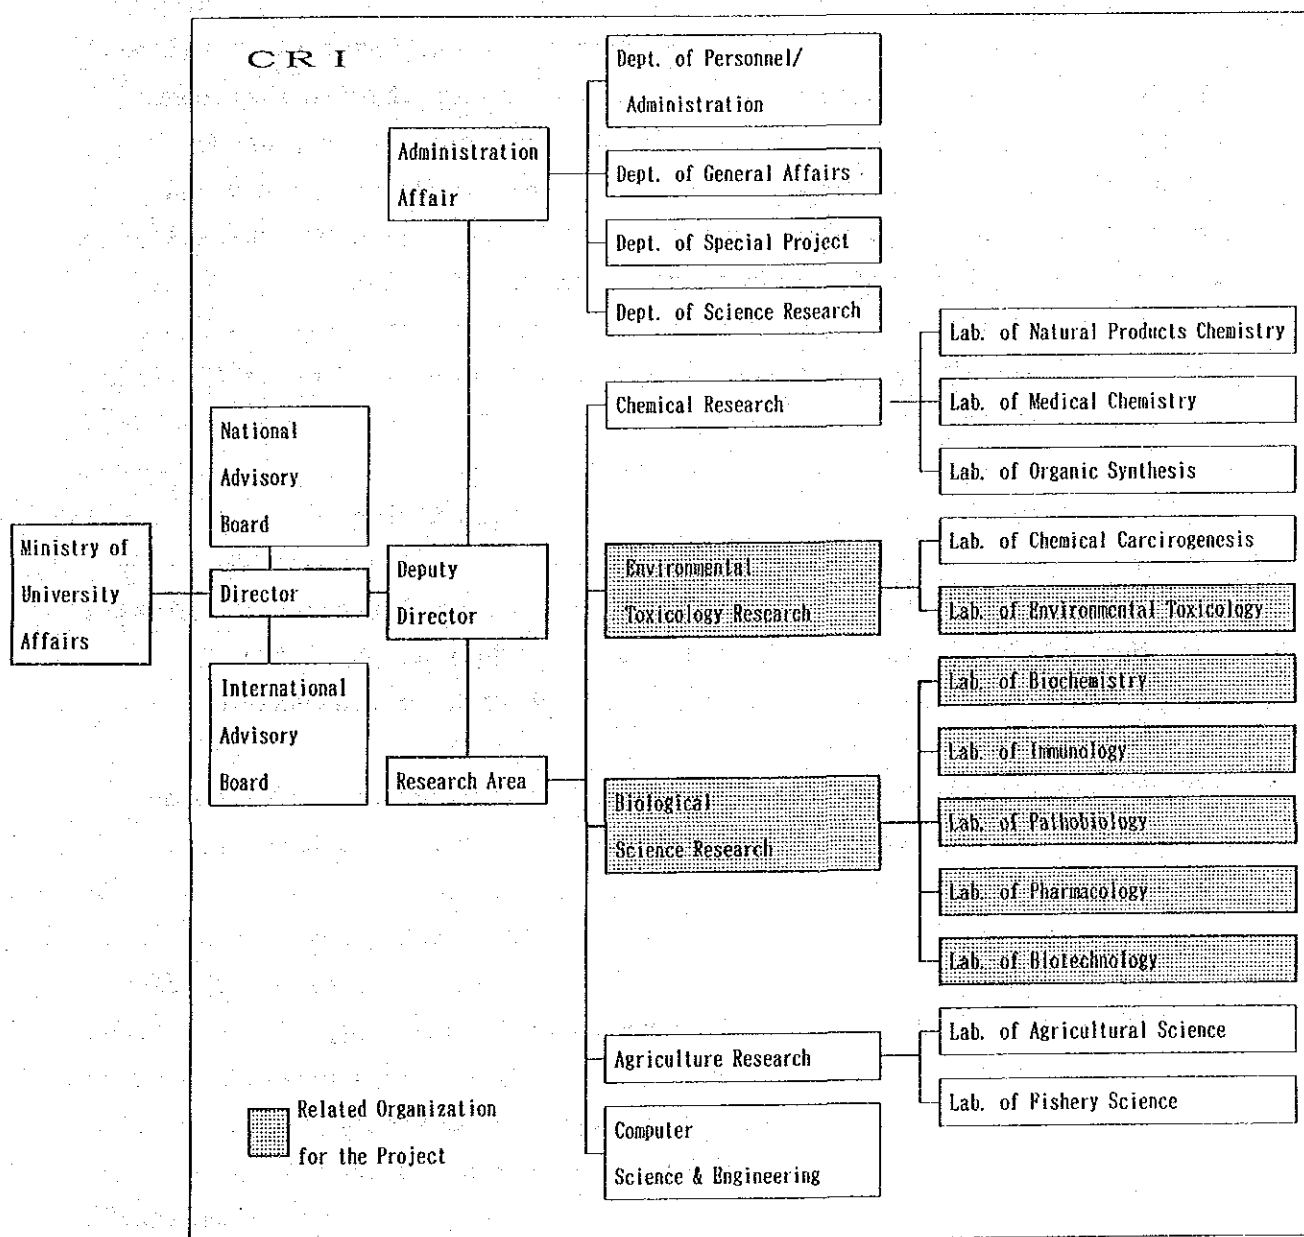 CRI
Dept. of Personnel/
Administration
Administration
Affair
Dept. of General Affairs
Dept. of Special Project
Dept. of Science Research
Lab. of Natural Products Chemistry
Chemical Research
Lab. of Medical Chemistry
Lab. of Organic Synthesis
National
Advisory
Board
Ministry of
University
Affairs
Director
Deputy
Director
Environmental
Toxicology Research
Lab. of Chemical Carcirogenesis
Lab. of Environmental Toxicology
International
Advisory
Board
Research Area
Biological
Science Research
Lab. of Biochemistry
Lab. of Immunology
Lab. of Pathobiology
Lab. of Pharmacology
Lab. of Biotechnology
Agriculture Research
Lab. of Agricultural Science
Lab. of Fishery Science
Computer
Science & Engineering
Related Organization
for the Project